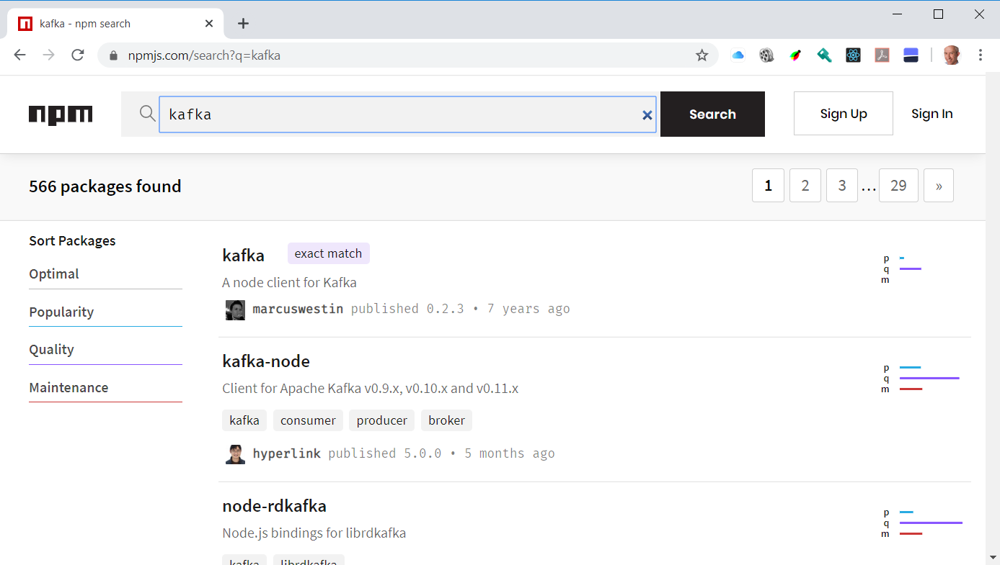 kafka - npm search
npmjs.com/search?q=kafka
npm
kafka
Search
Sign Up
Sign In
566 packages found
1 2 3 ... 29 »
Sort Packages
Optimal
Popularity
Quality
Maintenance
kafka exact match
A node client for Kafka
marcuswestin published 0.2.3 • 7 years ago
p
q
m
kafka-node
Client for Apache Kafka v0.9.x, v0.10.x and v0.11.x
kafka consumer producer broker
hyperlink published 5.0.0 • 5 months ago
p
q
m
node-rdkafka
Node.js bindings for librdkafka
kafka librdkafka
p
q
m